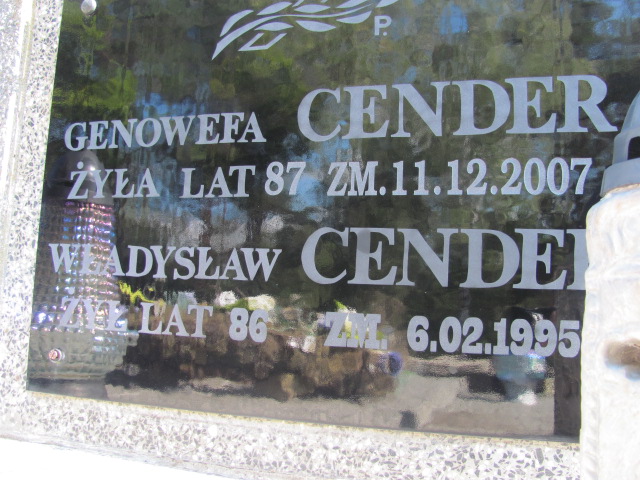 P.
GENOWEFA CENDER
ŻYŁA LAT 87 ZM. 11.12.2007
WŁADYSŁAW CENDER
ŻYŁ LAT 86 ZM. 6.02.1995